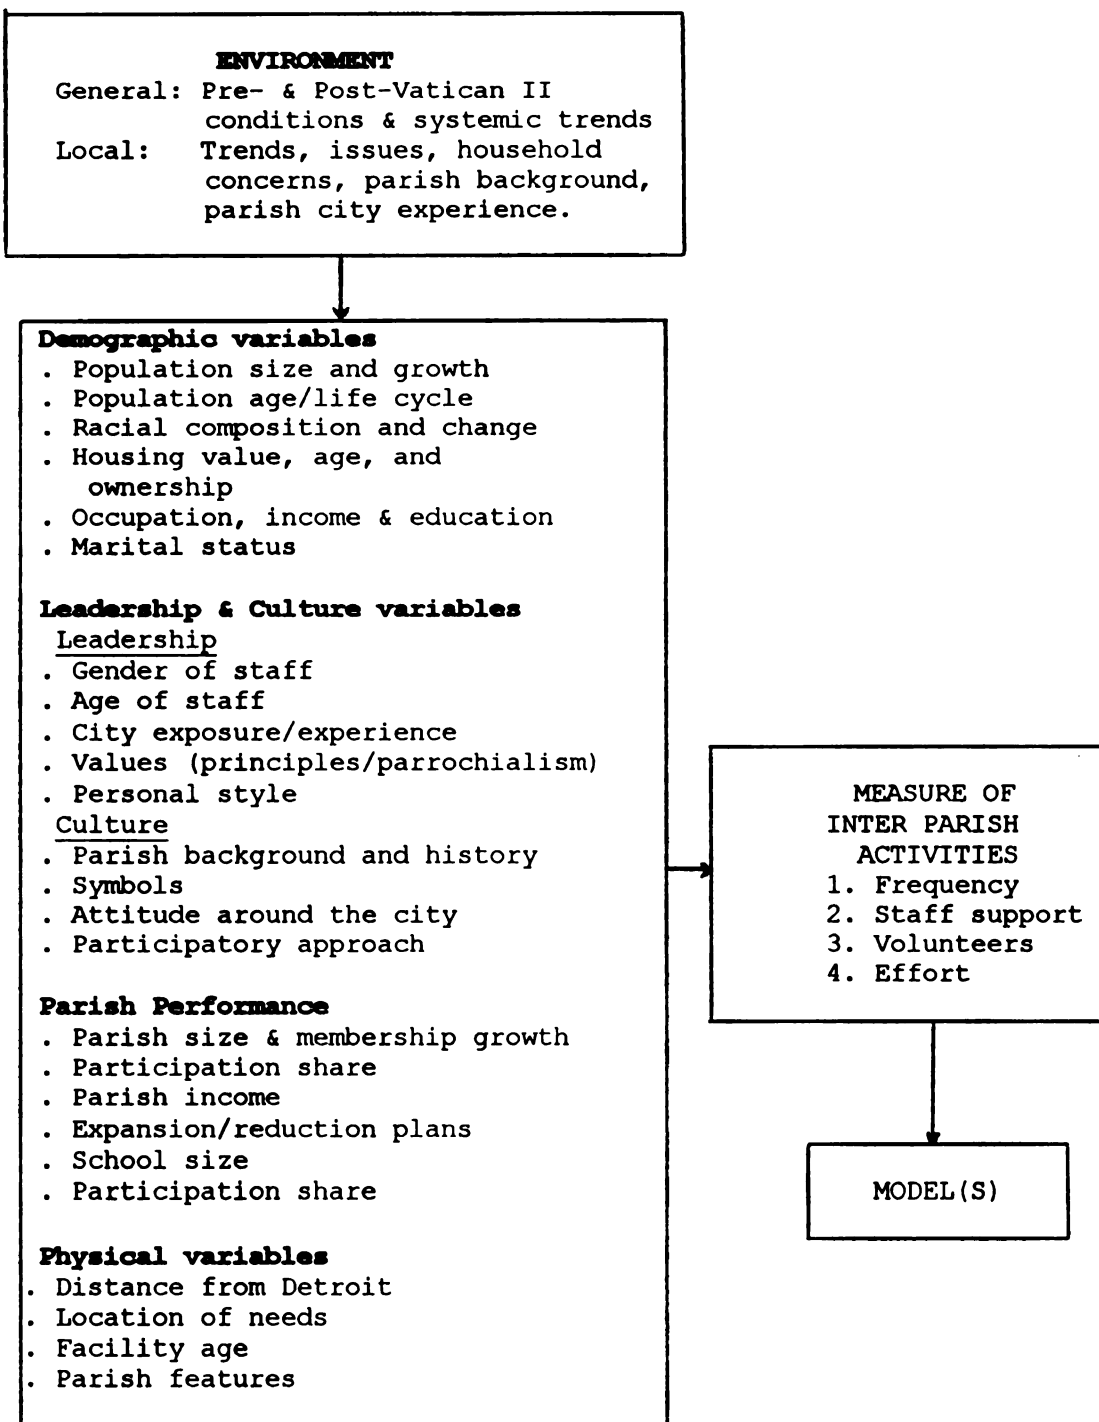 ENVIRONMENT
General: Pre- & Post-Vatican II
conditions & systemic trends
Local: Trends, issues, household
concerns, parish background,
parish city experience.
Demographic variables
. Population size and growth
. Population age/life cycle
. Racial composition and change
. Housing value, age, and
ownership
. Occupation, income & education
. Marital status
Leadership & Culture variables
Leadership
. Gender of staff
. Age of staff
. City exposure/experience
. Values (principles/parrochialism)
. Personal style
Culture
. Parish background and history
. Symbols
. Attitude around the city
. Participatory approach
Parish Performance
. Parish size & membership growth
. Participation share
. Parish income
. Expansion/reduction plans
. School size
. Participation share
Physical variables
. Distance from Detroit
. Location of needs
. Facility age
. Parish features
MEASURE OF
INTER PARISH
ACTIVITIES
1. Frequency
2. Staff support
3. Volunteers
4. Effort
MODEL(S)